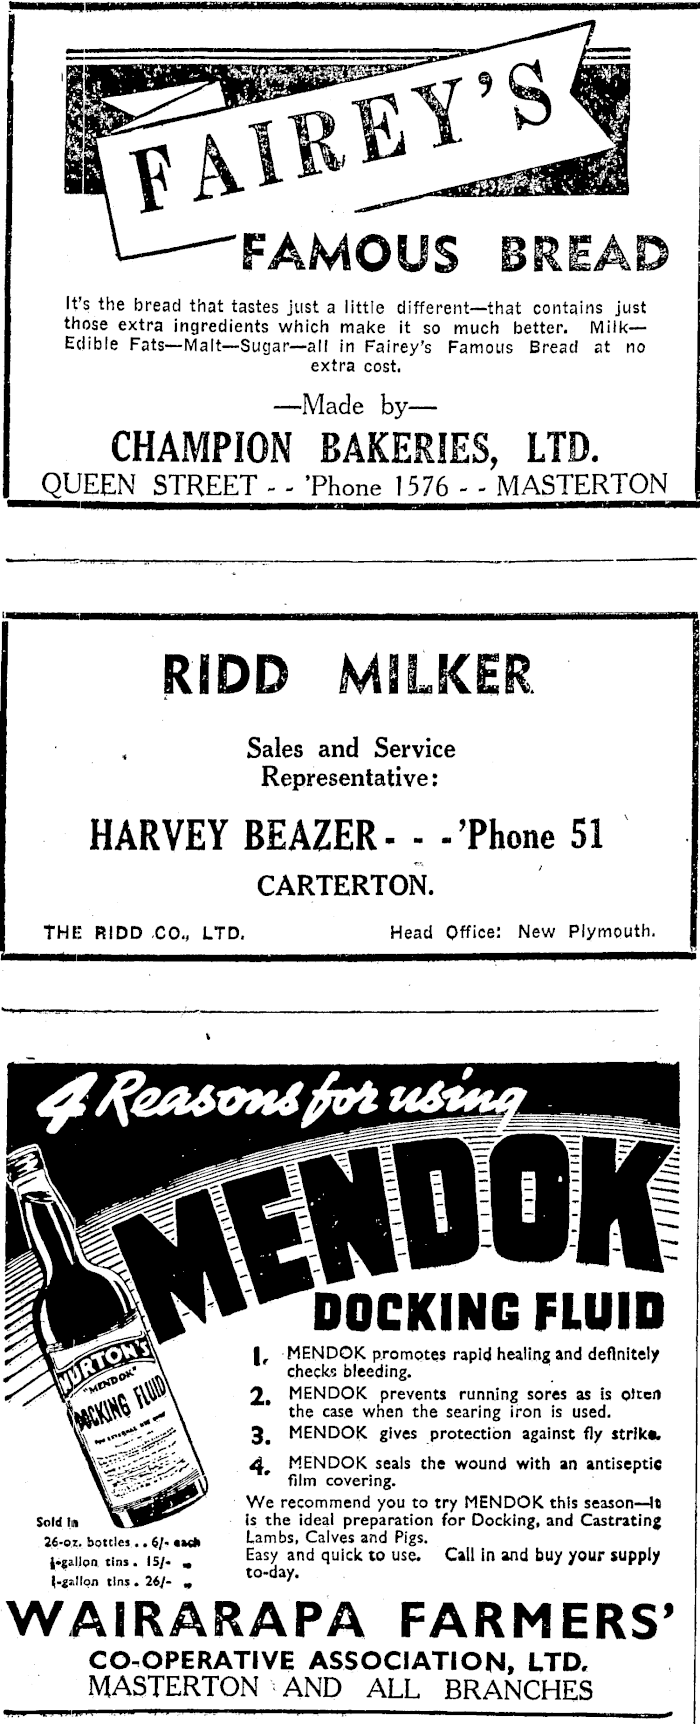 FAIREY'S
FAMOUS BREAD
It's the bread that tastes just a little different—that contains just
those extra ingredients which make it so much better. Milk—
Edible Fats—Malt—Sugar—all in Fairey's Famous Bread at no
extra cost.
—Made by—
CHAMPION BAKERIES, LTD.
QUEEN STREET - - 'Phone 1576 - - MASTERTON
RIDD MILKER
Sales and Service
Representative:
HARVEY BEAZER - - - 'Phone 51
CARTERTON.
THE RIDD CO., LTD. Head Office: New Plymouth.
4 Reasons for using
MENDOK
DOCKING FLUID
BURTON'S
"MENDOK"
DOCKING FLUID
FOR EXTERNAL USE ONLY
1. MENDOK promotes rapid healing and definitely
checks bleeding.
2. MENDOK prevents running sores as is often
the case when the searing iron is used.
3. MENDOK gives protection against fly strike.
4. MENDOK seals the wound with an antiseptic
film covering.
We recommend you to try MENDOK this season—It
is the ideal preparation for Docking, and Castrating
Lambs, Calves and Pigs.
Easy and quick to use. Call in and buy your supply
to-day.
Sold in
26-oz. bottles . . 6/- each
-gallon tins . 15/- "
-gallon tins . 26/- "
WAIRARAPA FARMERS'
CO-OPERATIVE ASSOCIATION, LTD.
MASTERTON AND ALL BRANCHES